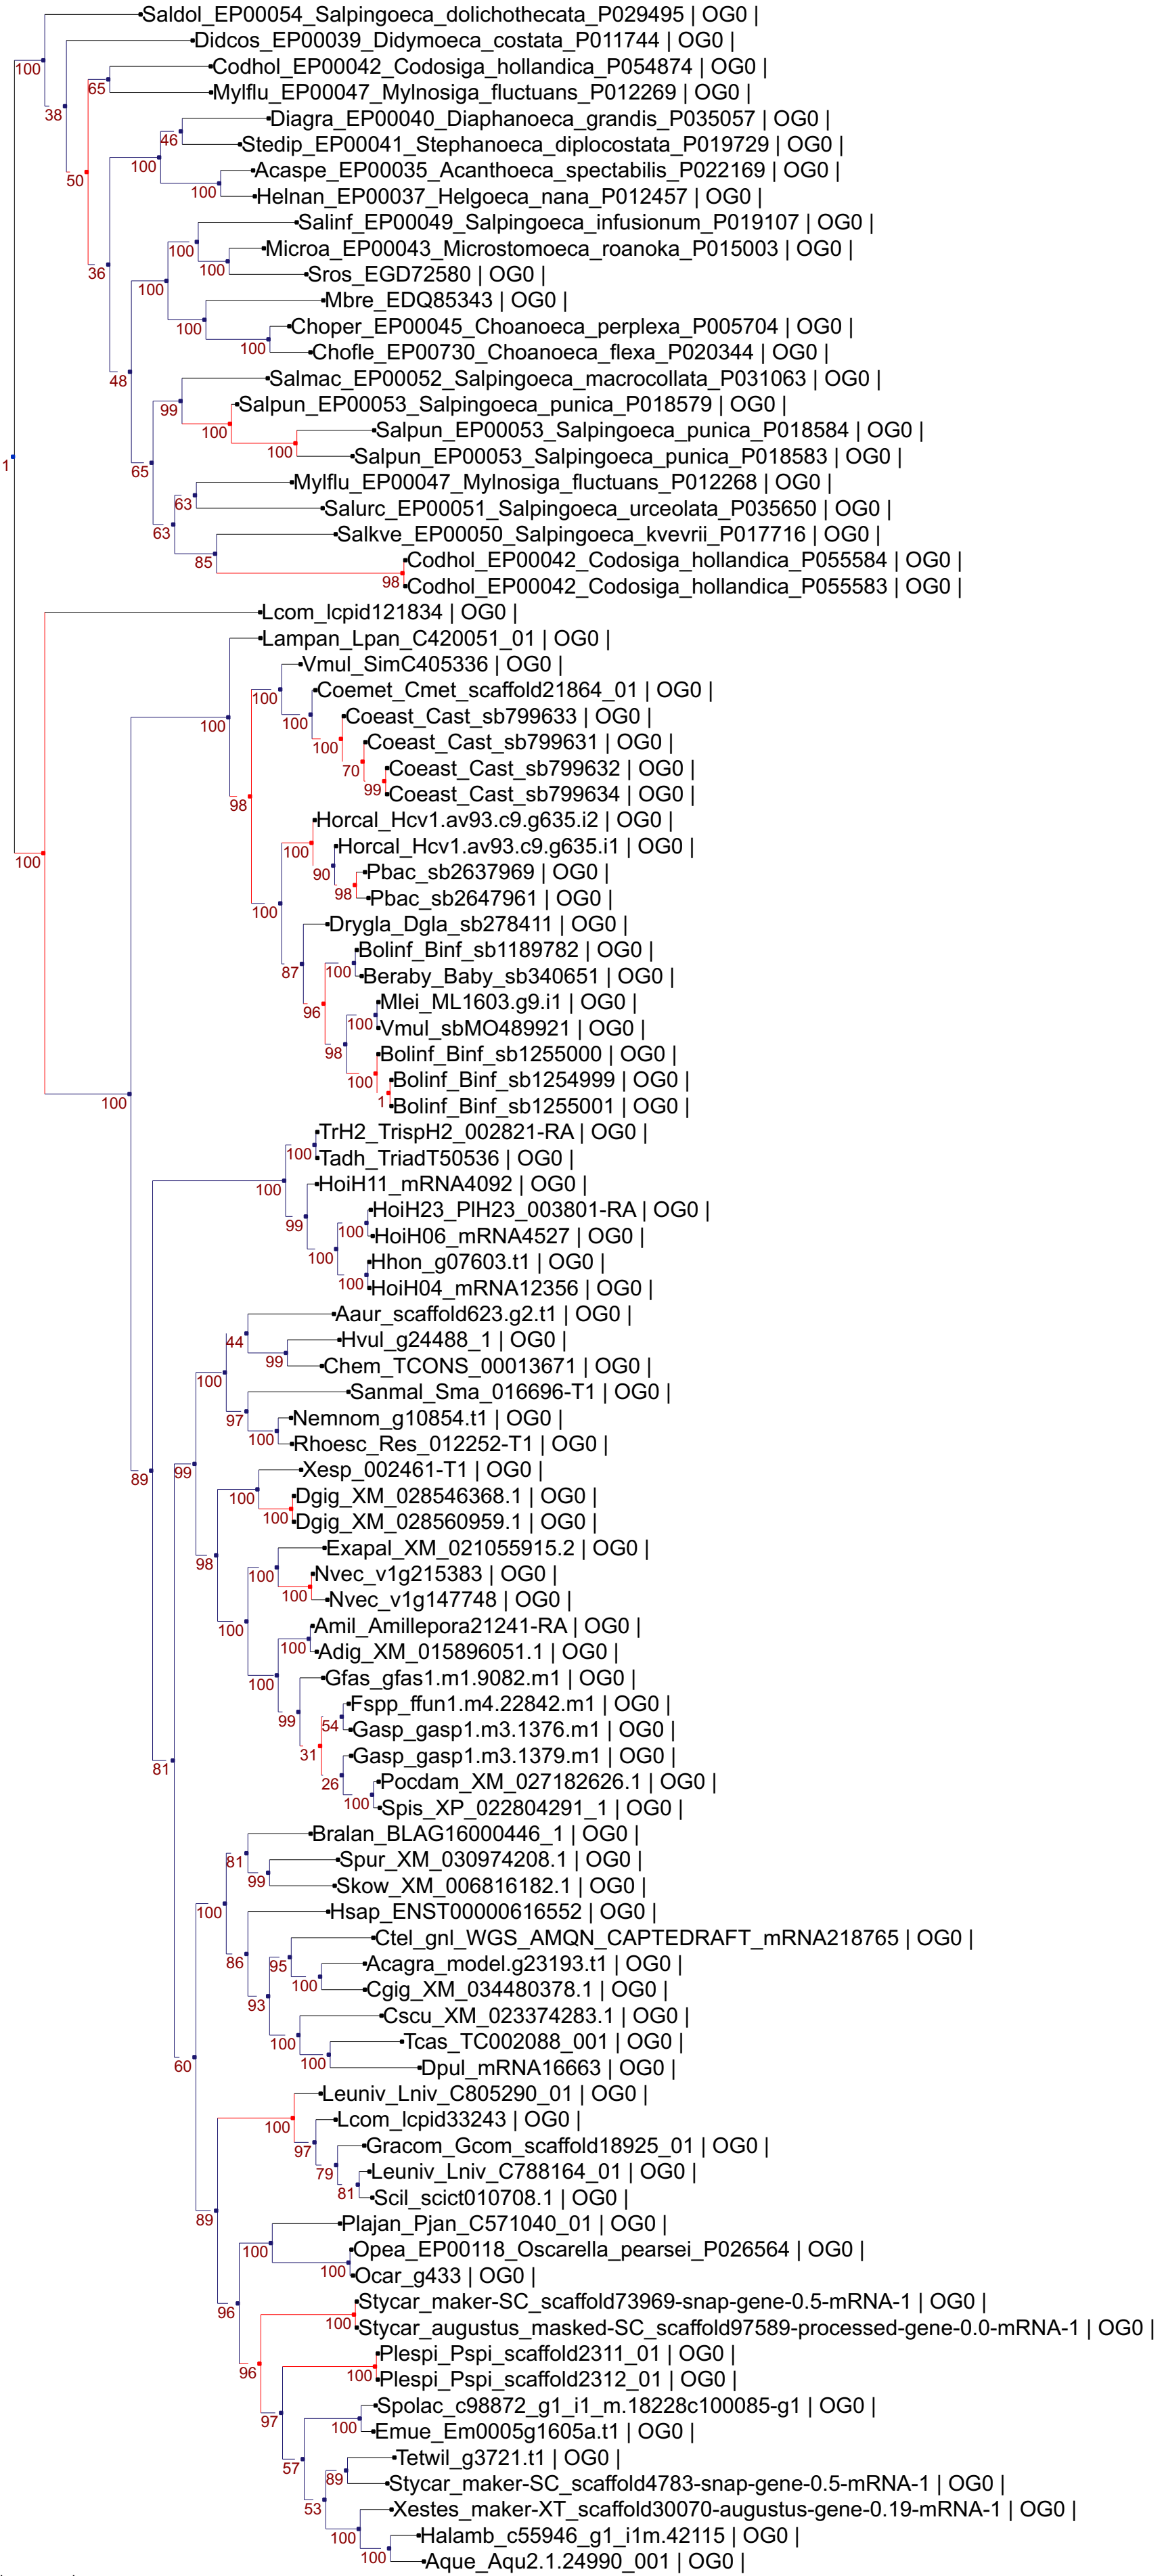 Saldol_EP00054_Salpingoeca_dolichothecata_P029495 | OG0 |
Didcos_EP00039_Didymoeca_costata_P011744 | OG0 |
100
Codhol_EP00042_Codosiga_hollandica_P054874 | OG0 |
65
Mylflu_EP00047_Mylnosiga_fluctuans_P012269 | OG0 |
38
Diagra_EP00040_Diaphanoeca_grandis_P035057 | OG0 |
46
Stedip_EP00041_Stephanoeca_diplocostata_P019729 | OG0 |
100
Acaspe_EP00035_Acanthoeca_spectabilis_P022169 | OG0 |
50
100
Helnan_EP00037_Helgoeca_nana_P012457 | OG0 |
Salinf_EP00049_Salpingoeca_infusionum_P019107 | OG0 |
100
Microa_EP00043_Microstomoeca_roanoka_P015003 | OG0 |
100
36
Sros_EGD72580 | OG0 |
100
Mbre_EDQ85343 | OG0 |
100
Choper_EP00045_Choanoeca_perplexa_P005704 | OG0 |
100
Chofle_EP00730_Choanoeca_flexa_P020344 | OG0 |
48
Salmac_EP00052_Salpingoeca_macrocollata_P031063 | OG0 |
99
Salpun_EP00053_Salpingoeca_punica_P018579 | OG0 |
100
Salpun_EP00053_Salpingoeca_punica_P018584 | OG0 |
100
Salpun_EP00053_Salpingoeca_punica_P018583 | OG0 |
1
65
Mylflu_EP00047_Mylnosiga_fluctuans_P012268 | OG0 |
63
Salurc_EP00051_Salpingoeca_urceolata_P035650 | OG0 |
63
Salkve_EP00050_Salpingoeca_kvevrii_P017716 | OG0 |
85
Codhol_EP00042_Codosiga_hollandica_P055584 | OG0 |
98
Codhol_EP00042_Codosiga_hollandica_P055583 | OG0 |
Lcom_lcpid121834 | OG0 |
Lampan_Lpan_C420051_01 | OG0 |
Vmul_SimC405336 | OG0 |
100
Coemet_Cmet_scaffold21864_01 | OG0 |
100
100
Coeast_Cast_sb799633 | OG0 |
100
Coeast_Cast_sb799631 | OG0 |
70
Coeast_Cast_sb799632 | OG0 |
99
Coeast_Cast_sb799634 | OG0 |
98
Horcal_Hcv1.av93.c9.g635.i2 | OG0 |
100
Horcal_Hcv1.av93.c9.g635.i1 | OG0 |
100
90
Pbac_sb2637969 | OG0 |
98
Pbac_sb2647961 | OG0 |
100
Drygla_Dgla_sb278411 | OG0 |
Bolinf_Binf_sb1189782 | OG0 |
87
100
Beraby_Baby_sb340651 | OG0 |
Mlei_ML1603.g9.i1 | OG0 |
96
100
Vmul_sbMO489921 | OG0 |
98
Bolinf_Binf_sb1255000 | OG0 |
100
Bolinf_Binf_sb1254999 | OG0 |
100
1
Bolinf_Binf_sb1255001 | OG0 |
TrH2_TrispH2_002821-RA | OG0 |
100
Tadh_TriadT50536 | OG0 |
100
HoiH11_mRNA4092 | OG0 |
HoiH23_PlH23_003801-RA | OG0 |
99
100
HoiH06_mRNA4527 | OG0 |
100
Hhon_g07603.t1 | OG0 |
100
HoiH04_mRNA12356 | OG0 |
Aaur_scaffold623.g2.t1 | OG0 |
44
Hvul_g24488_1 | OG0 |
99
Chem_TCONS_00013671 | OG0 |
100
Sanmal_Sma_016696-T1 | OG0 |
97
Nemnom_g10854.t1 | OG0 |
100
Rhoesc_Res_012252-T1 | OG0 |
89
99
Xesp_002461-T1 | OG0 |
100
Dgig_XM_028546368.1 | OG0 |
100
Dgig_XM_028560959.1 | OG0 |
Exapal_XM_021055915.2 | OG0 |
98
100
Nvec_v1g215383 | OG0 |
100
Nvec_v1g147748 | OG0 |
100
Amil_Amillepora21241-RA | OG0 |
100
Adig_XM_015896051.1 | OG0 |
100
Gfas_gfas1.m1.9082.m1 | OG0 |
Fspp_ffun1.m4.22842.m1 | OG0 |
99
54
Gasp_gasp1.m3.1376.m1 | OG0 |
31
Gasp_gasp1.m3.1379.m1 | OG0 |
81
26
Pocdam_XM_027182626.1 | OG0 |
100
Spis_XP_022804291_1 | OG0 |
Bralan_BLAG16000446_1 | OG0 |
81
Spur_XM_030974208.1 | OG0 |
99
Skow_XM_006816182.1 | OG0 |
100
Hsap_ENST00000616552 | OG0 |
Ctel_gnl_WGS_AMQN_CAPTEDRAFT_mRNA218765 | OG0 |
86
95
Acagra_model.g23193.t1 | OG0 |
100
Cgig_XM_034480378.1 | OG0 |
93
Cscu_XM_023374283.1 | OG0 |
100
Tcas_TC002088_001 | OG0 |
100
60
Dpul_mRNA16663 | OG0 |
Leuniv_Lniv_C805290_01 | OG0 |
100
Lcom_lcpid33243 | OG0 |
97
Gracom_Gcom_scaffold18925_01 | OG0 |
79
Leuniv_Lniv_C788164_01 | OG0 |
81
Scil_scict010708.1 | OG0 |
89
Plajan_Pjan_C571040_01 | OG0 |
100
Opea_EP00118_Oscarella_pearsei_P026564 | OG0 |
100
Ocar_g433 | OG0 |
96
Stycar_maker-SC_scaffold73969-snap-gene-0.5-mRNA-1 | OG0 |
100
Stycar_augustus_masked-SC_scaffold97589-processed-gene-0.0-mRNA-1 | OG0 |
Plespi_Pspi_scaffold2311_01 | OG0 |
96
100
Plespi_Pspi_scaffold2312_01 | OG0 |
Spolac_c98872_g1_i1_m.18228c100085-g1 | OG0 |
97
100
Emue_Em0005g1605a.t1 | OG0 |
Tetwil_g3721.t1 | OG0 |
57
89
Stycar_maker-SC_scaffold4783-snap-gene-0.5-mRNA-1 | OG0 |
53
Xestes_maker-XT_scaffold30070-augustus-gene-0.19-mRNA-1 | OG0 |
100
Halamb_c55946_g1_i1m.42115 | OG0 |
100
Aque_Aqu2.1.24990_001 | OG0 |